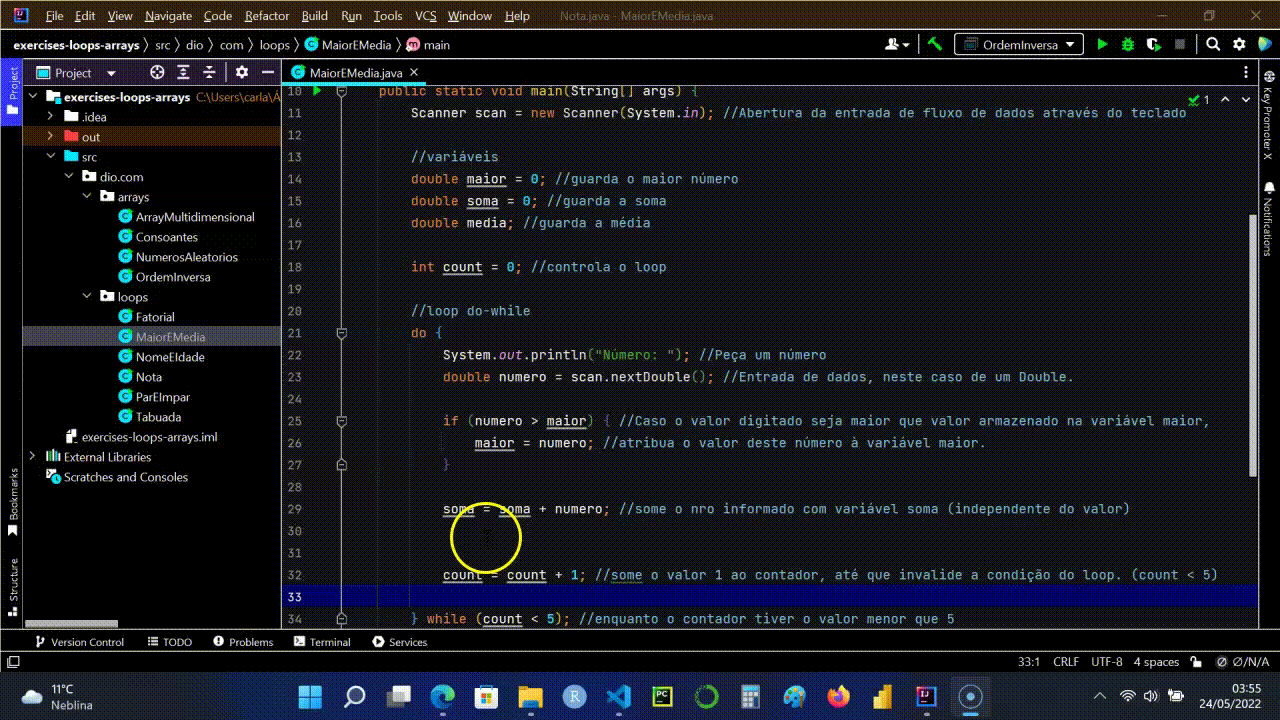 File Edit View Navigate Code Refactor Build Run Tools VCS Window Help Nota.java - MaiorEMedia.java
exercises-loops-arrays src dio com loops MaiorEMedia main OrdemInversa
Project
MaiorEMedia.java
Project
exercises-loops-arrays C:\Users\carla\Á
.idea
out
src
dio.com
arrays
ArrayMultidimensional
Consoantes
NumerosAleatorios
OrdemInversa
loops
Fatorial
MaiorEMedia
NomeEIdade
Nota
ParEImpar
Tabuada
exercises-loops-arrays.iml
External Libraries
Scratches and Consoles
Bookmarks
Structure
1
10 public static void main(String[] args) {
11 Scanner scan = new Scanner(System.in); //Abertura da entrada de fluxo de dados através do teclado
12
13 //variáveis
14 double maior = 0; //guarda o maior número
15 double soma = 0; //guarda a soma
16 double media; //guarda a média
17
18 int count = 0; //controla o loop
19
20 //loop do-while
21 do {
22 System.out.println("Número: "); //Peça um número
23 double numero = scan.nextDouble(); //Entrada de dados, neste caso de um Double.
24
25 if (numero > maior) { //Caso o valor digitado seja maior que valor armazenado na variável maior,
26 maior = numero; //atribua o valor deste número à variável maior.
27 }
28
29 soma = soma + numero; //some o nro informado com variável soma (independente do valor)
30
31
32 count = count + 1; //some o valor 1 ao contador, até que invalide a condição do loop. (count < 5)
33
34 } while (count < 5); //enquanto o contador tiver o valor menor que 5
Key Promoter X
Notifications
Version Control TODO Problems Terminal Services
33:1 CRLF UTF-8 4 spaces Ø/N/A
11°C
Neblina
R
PC
IJ
03:55
24/05/2022